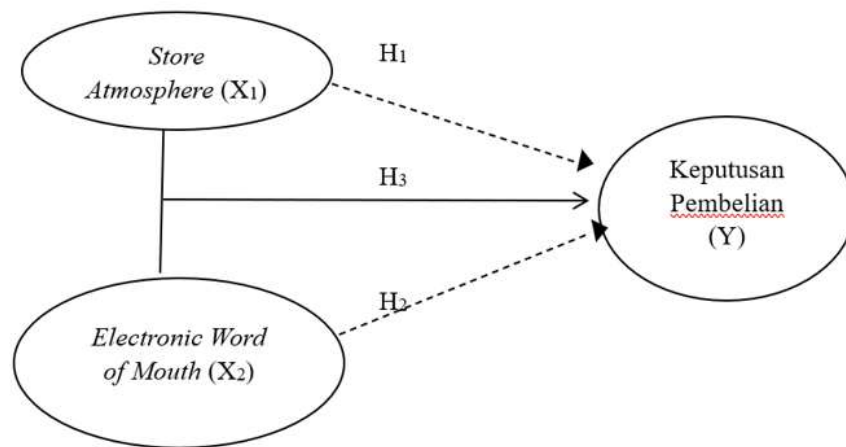 Store
Atmosphere (X₁)
H₁
H₃
Keputusan
Pembelian
(Y)
H₂
Electronic Word
of Mouth (X₂)